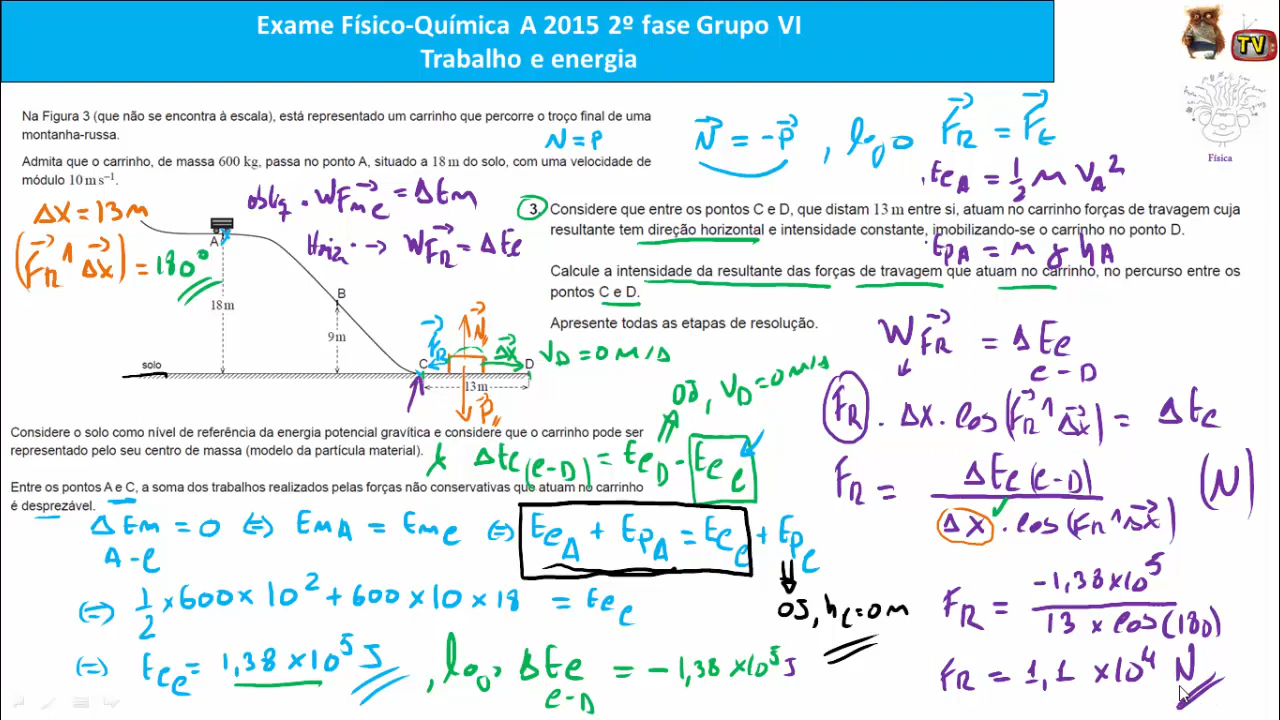 Exame Físico-Química A 2015 2º fase Grupo VI
Trabalho e energia
TV
Física
Na Figura 3 (que não se encontra à escala), está representado um carrinho que percorre o troço final de uma
montanha-russa.
N = P
Admita que o carrinho, de massa 600 kg, passa no ponto A, situado a 18 m do solo, com uma velocidade de
módulo 10 m s⁻¹.
N⃗ = -P⃗ , logo F⃗R = F⃗t
EcA = 1/2 m vA²
obliq. WF⃗mc = ΔEm
Horiz. → WF⃗R = ΔEc
Δx = 13 m
(F⃗R ^ Δx⃗) = 180°
3. Considere que entre os pontos C e D, que distam 13 m entre si, atuam no carrinho forças de travagem cuja
resultante tem direção horizontal e intensidade constante, imobilizando-se o carrinho no ponto D.
EpA = m g hA
Calcule a intensidade da resultante das forças de travagem que atuam no carrinho, no percurso entre os
pontos C e D.
Apresente todas as etapas de resolução.
A
18 m
B
9 m
solo
C
D
13 m
F⃗R
N⃗
Δx⃗
P⃗
vD = 0 m/s
0J, vD = 0 m/s
Considere o solo como nível de referência da energia potencial gravítica e considere que o carrinho pode ser
representado pelo seu centro de massa (modelo da partícula material).
ΔEc(C-D) = EcD - EcC
Entre os pontos A e C, a soma dos trabalhos realizados pelas forças não conservativas que atuam no carrinho
é desprezável.
ΔEm = 0 ⇔ EmA = EmC ⇔ EcA + EpA = EcC + EpC
A-C
0J, hC = 0 m
⇔ 1/2 × 600 × 10² + 600 × 10 × 18 = EcC
⇔ EcC = 1,38 × 10⁵ J , logo ΔEc = -1,38 × 10⁵ J
C-D
WF⃗R = ΔEc
C-D
FR . Δx . cos(F⃗R ^ Δx⃗) = ΔEc
FR = ΔEc(C-D) / Δx . cos(FR ^ Δx⃗) (N)
FR = -1,38×10⁵ / 13 × cos(180)
FR = 1,1 × 10⁴ N